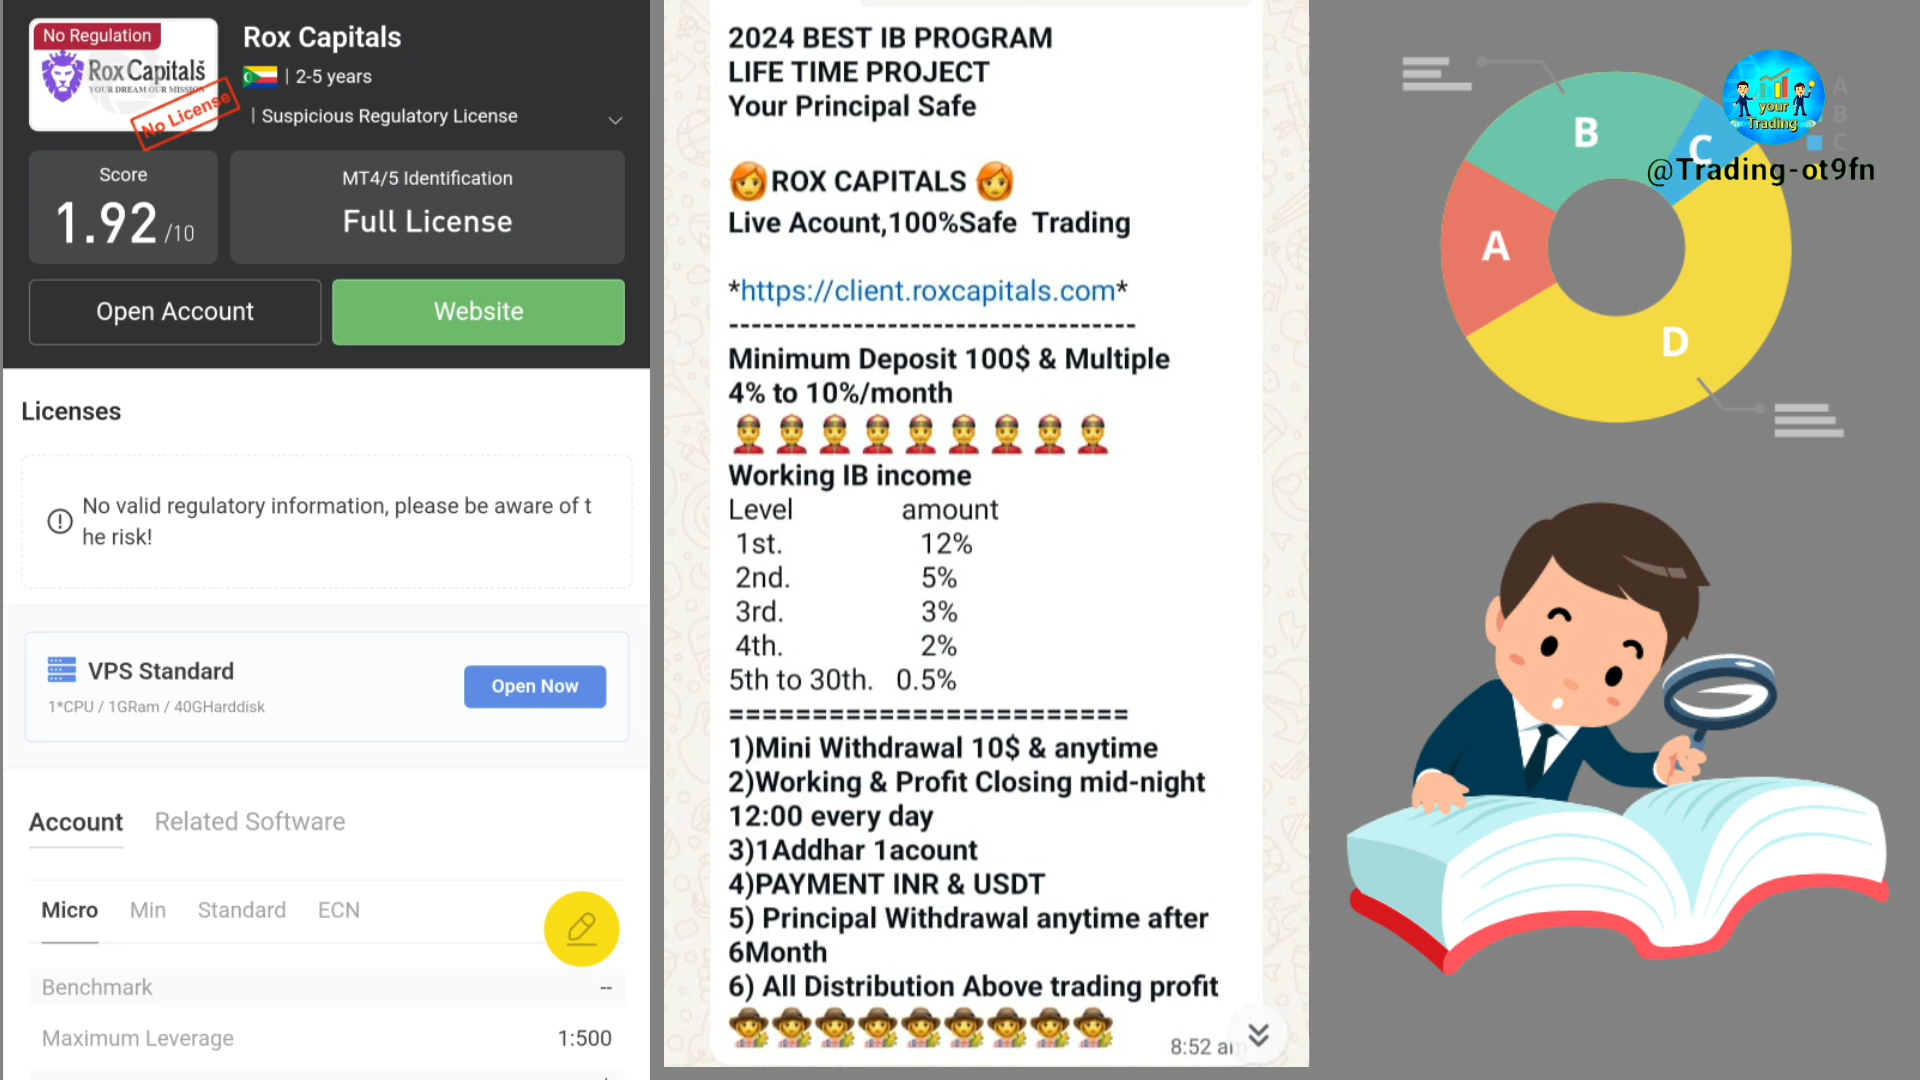 No Regulation
Rox Capitals
YOUR DREAM OUR MISSION
No License
Rox Capitals
| 2-5 years
| Suspicious Regulatory License
Score
1.92 /10
MT4/5 Identification
Full License
Open Account
Website
Licenses
No valid regulatory information, please be aware of t
he risk!
VPS Standard
1*CPU / 1GRam / 40GHarddisk
Open Now
Account Related Software
Micro Min Standard ECN
Benchmark --
Maximum Leverage 1:500
2024 BEST IB PROGRAM
LIFE TIME PROJECT
Your Principal Safe
ROX CAPITALS
Live Acount,100%Safe Trading
*https://client.roxcapitals.com*
---------------------------------
Minimum Deposit 100$ & Multiple
4% to 10%/month
Working IB income
Level amount
1st. 12%
2nd. 5%
3rd. 3%
4th. 2%
5th to 30th. 0.5%
========================
1)Mini Withdrawal 10$ & anytime
2)Working & Profit Closing mid-night
12:00 every day
3)1Addhar 1acount
4)PAYMENT INR & USDT
5) Principal Withdrawal anytime after
6Month
6) All Distribution Above trading profit
8:52 am
A
B
C
D
A
B
C
your
Trading
@Trading-ot9fn